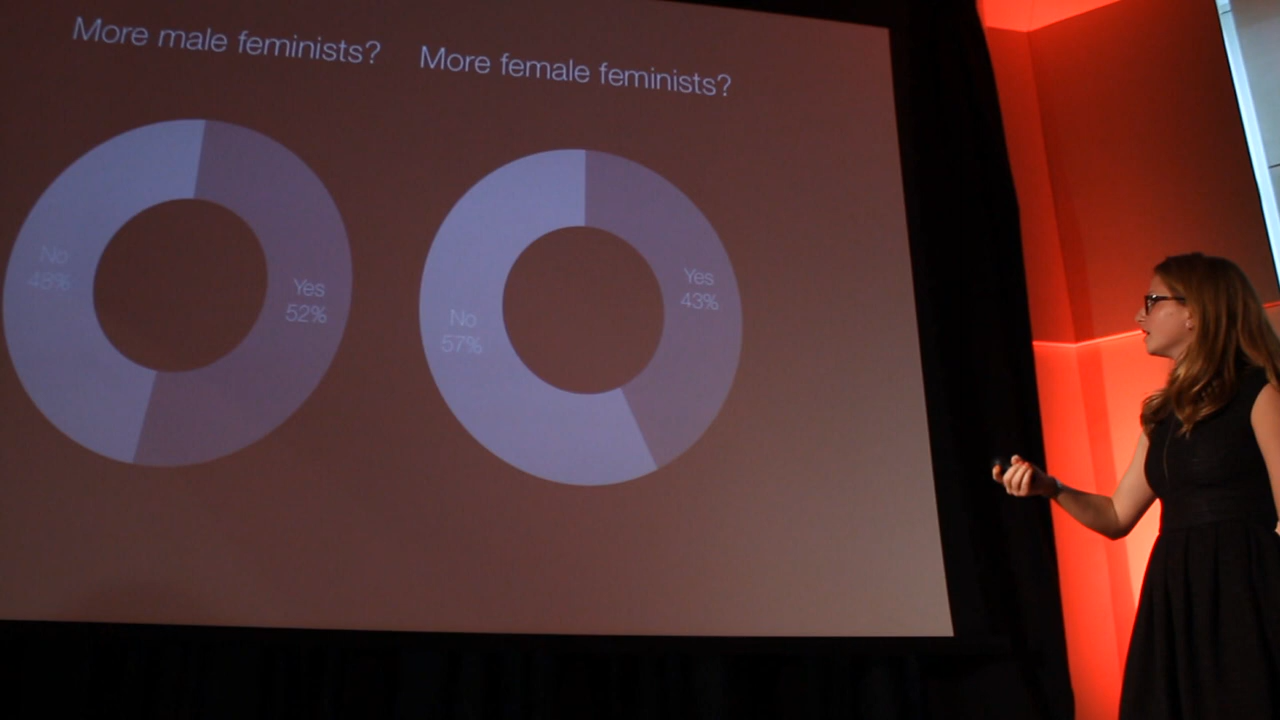 More male feminists?
More female feminists?
No
48%
Yes
52%
No
57%
Yes
43%